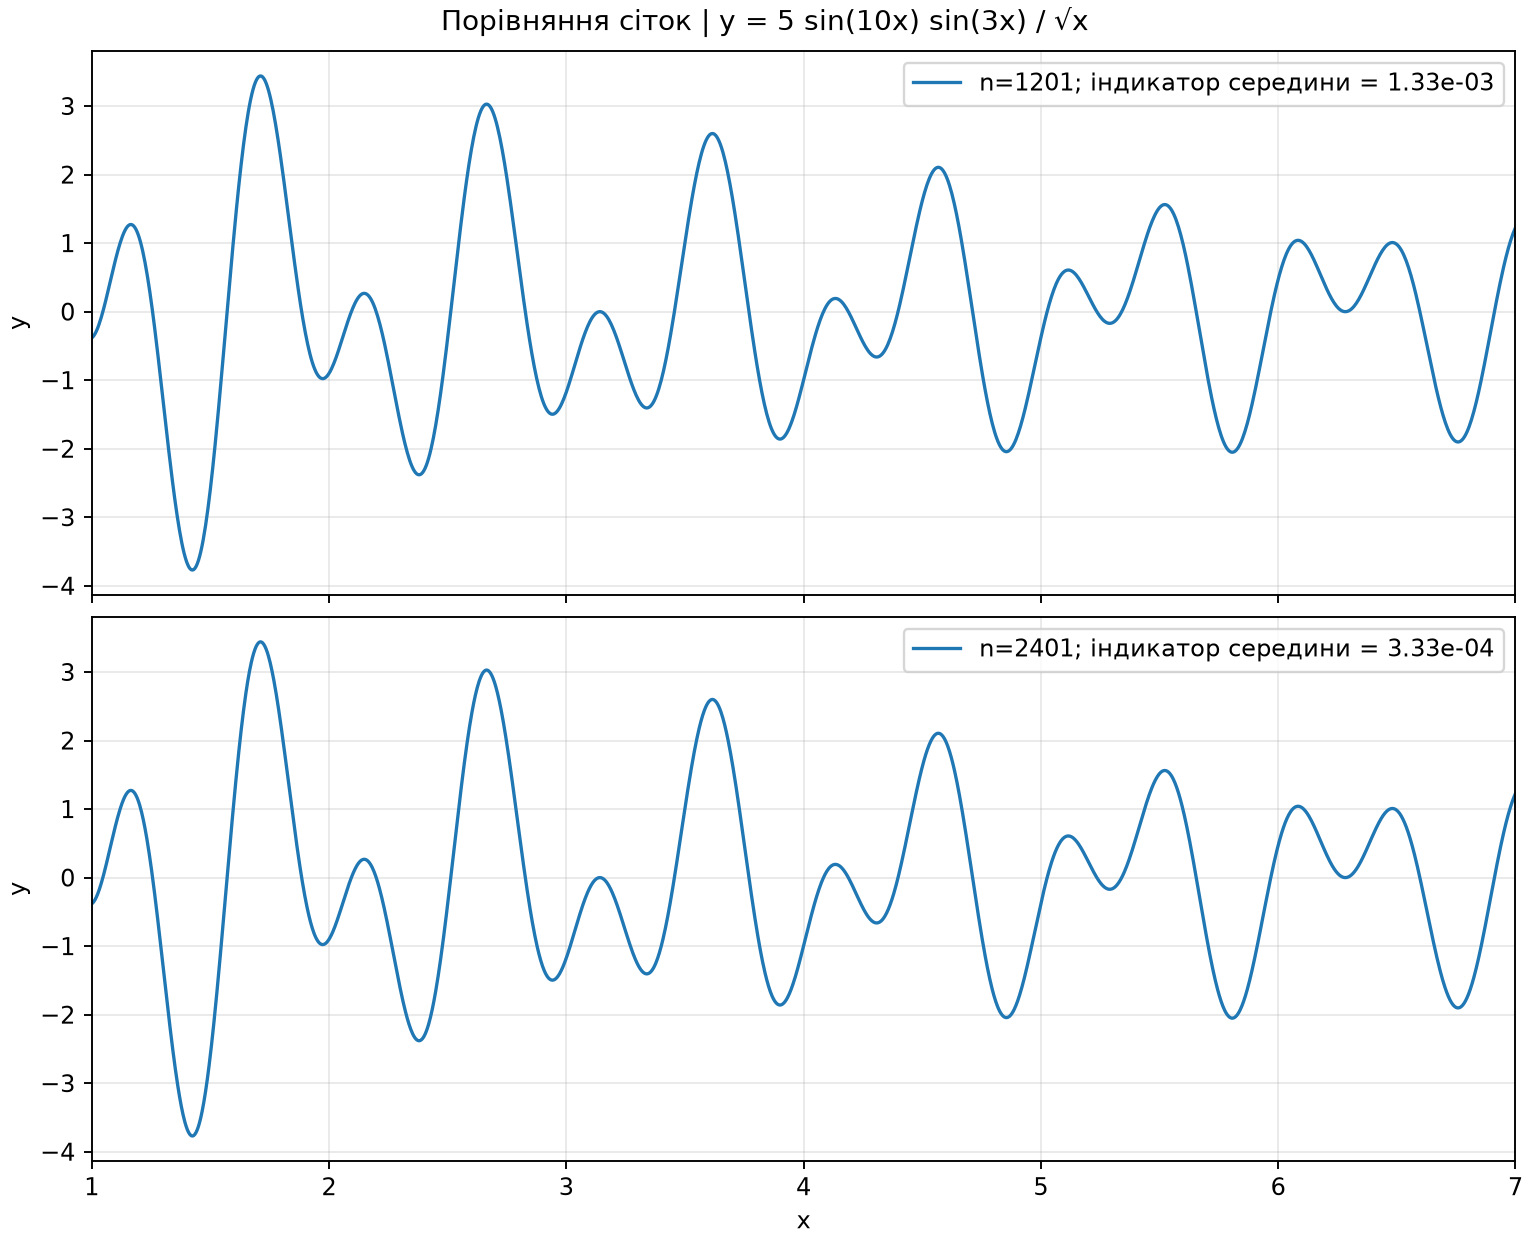 Порівняння сіток | y = 5 sin(10x) sin(3x) / √x
n=1201; індикатор середини = 1.33e-03
3
2
1
0
−1
−2
−3
−4
y
n=2401; індикатор середини = 3.33e-04
3
2
1
0
−1
−2
−3
−4
y
1 2 3 4 5 6 7
x